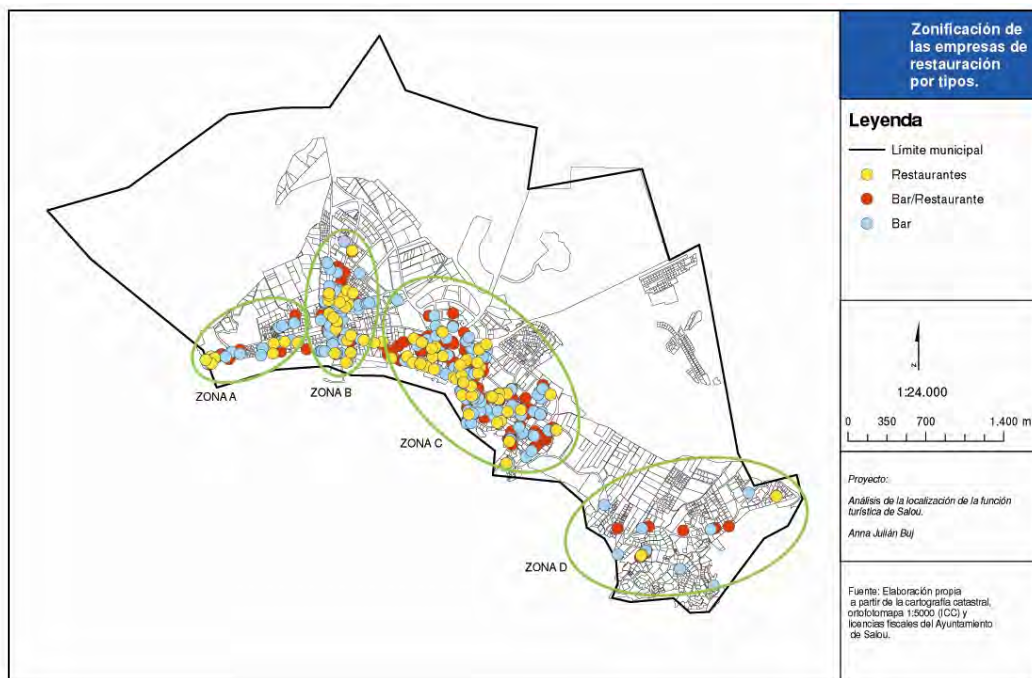 Zonificación de
las empresas de
restauración
por tipos.
Leyenda
Límite municipal
Restaurantes
Bar/Restaurante
Bar
ZONA A
ZONA B
ZONA C
ZONA D
N
1:24.000
0 350 700 1.400 m
Proyecto:
Análisis de la localización de la función
turística de Salou.
Anna Julián Buj
Fuente: Elaboración propia
a partir de la cartografía catastral,
ortofotomapa 1:5000 (ICC) y
licencias fiscales del Ayuntamiento
de Salou.